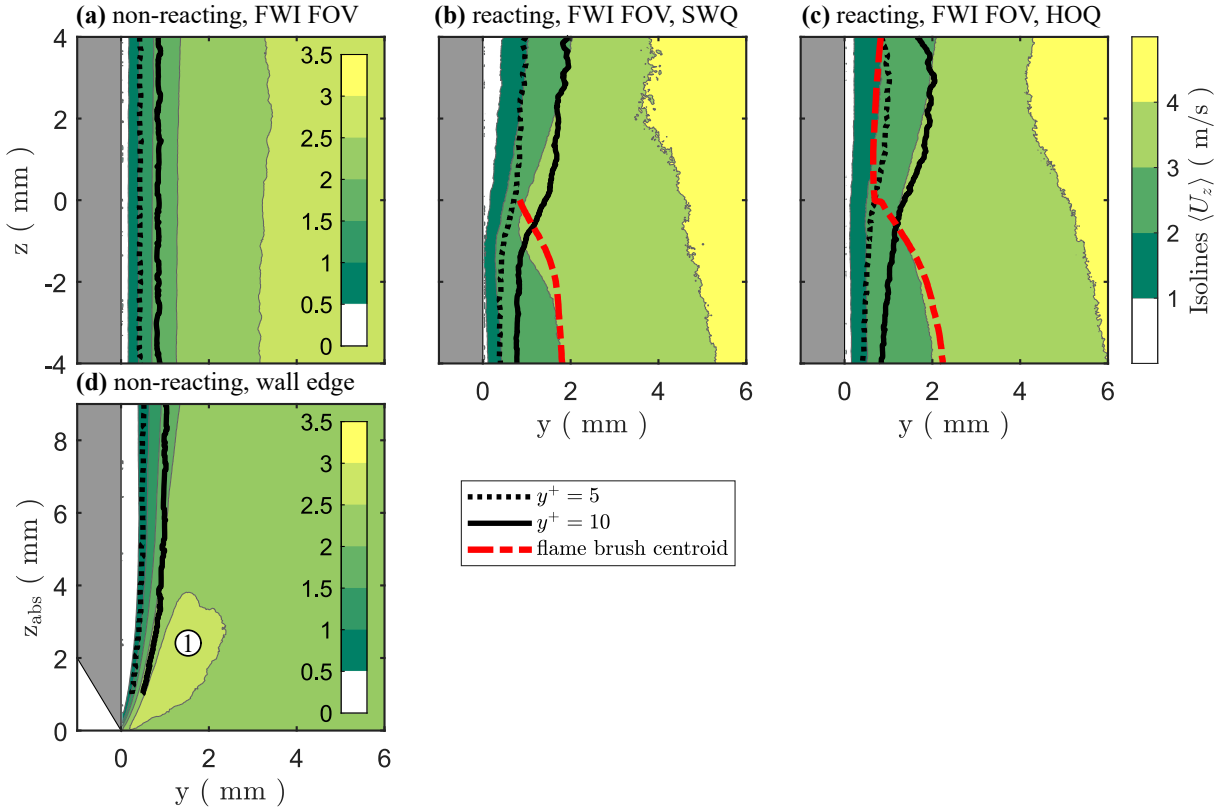 (a) non-reacting, FWI FOV
(b) reacting, FWI FOV, SWQ
(c) reacting, FWI FOV, HOQ
4
2
0
-2
-4
z ( mm )
3.5
3
2.5
2
1.5
1
0.5
0
0 2 4 6
y ( mm )
0 2 4 6
y ( mm )
4
3
2
1
Isolines ⟨U_z⟩ ( m/s )
(d) non-reacting, wall edge
8
6
4
2
0
z_abs ( mm )
3.5
3
2.5
2
1.5
1
0.5
0
1
0 2 4 6
y ( mm )
y⁺ = 5
y⁺ = 10
flame brush centroid